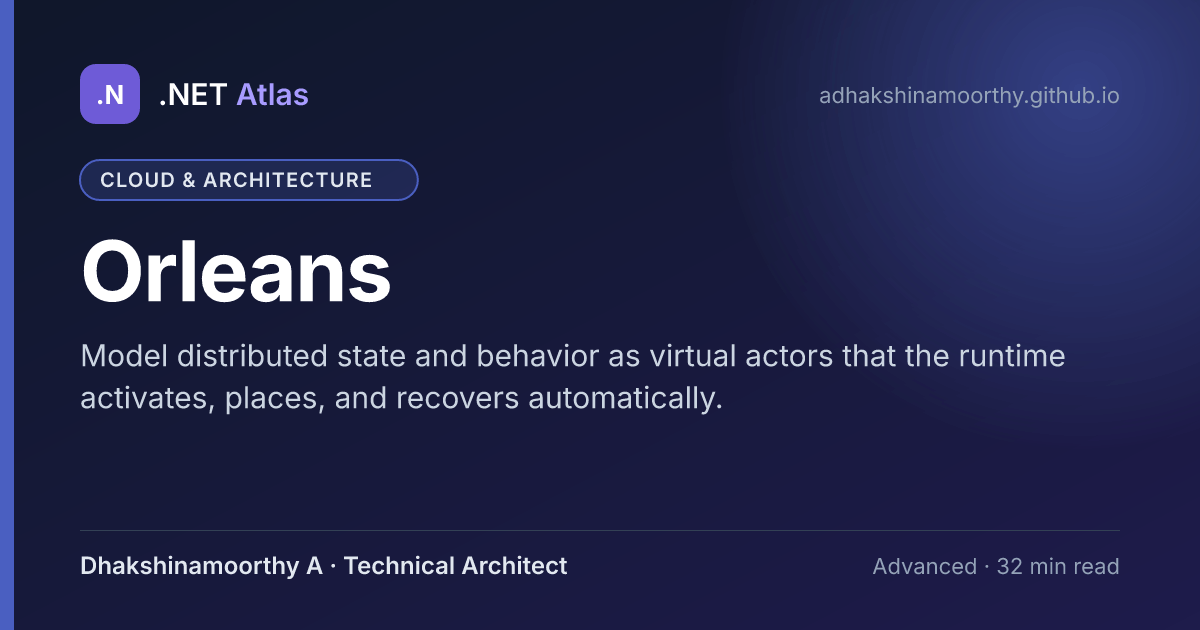 .N
.NET Atlas
adhakshinamoorthy.github.io
CLOUD & ARCHITECTURE
Orleans
Model distributed state and behavior as virtual actors that the runtime
activates, places, and recovers automatically.
Dhakshinamoorthy A · Technical Architect
Advanced · 32 min read